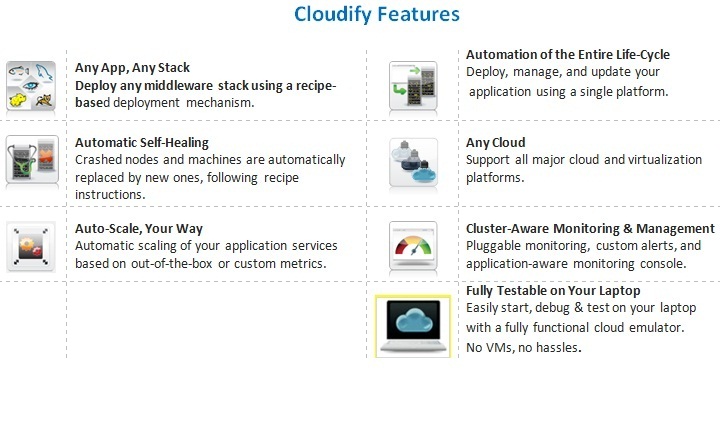 Cloudify Features
Any App, Any Stack
Deploy any middleware stack using a recipe-
based deployment mechanism.
Automation of the Entire Life-Cycle
Deploy, manage, and update your
application using a single platform.
Automatic Self-Healing
Crashed nodes and machines are automatically
replaced by new ones, following recipe
instructions.
Any Cloud
Support all major cloud and virtualization
platforms.
Auto-Scale, Your Way
Automatic scaling of your application services
based on out-of-the-box or custom metrics.
Cluster-Aware Monitoring & Management
Pluggable monitoring, custom alerts, and
application-aware monitoring console.
Fully Testable on Your Laptop
Easily start, debug & test on your laptop
with a fully functional cloud emulator.
No VMs, no hassles.